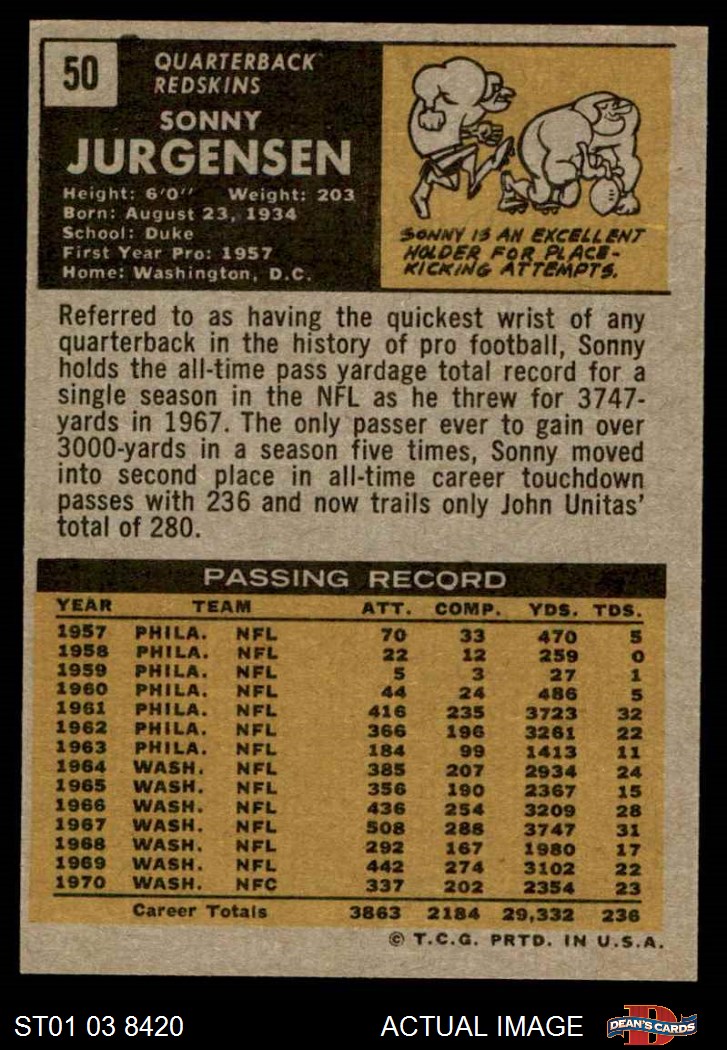 50
QUARTERBACK
REDSKINS
SONNY
JURGENSEN
Height: 6'0" Weight: 203
Born: August 23, 1934
School: Duke
First Year Pro: 1957
Home: Washington, D.C.
SONNY IS AN EXCELLENT
HOLDER FOR PLACE-
KICKING ATTEMPTS.
Referred to as having the quickest wrist of any
quarterback in the history of pro football, Sonny
holds the all-time pass yardage total record for a
single season in the NFL as he threw for 3747-
yards in 1967. The only passer ever to gain over
3000-yards in a season five times, Sonny moved
into second place in all-time career touchdown
passes with 236 and now trails only John Unitas'
total of 280.
PASSING RECORD
YEAR TEAM ATT. COMP. YDS. TDS.
1957 PHILA. NFL 70 33 470 5
1958 PHILA. NFL 22 12 259 0
1959 PHILA. NFL 5 3 27 1
1960 PHILA. NFL 44 24 486 5
1961 PHILA. NFL 416 235 3723 32
1962 PHILA. NFL 366 196 3261 22
1963 PHILA. NFL 184 99 1413 11
1964 WASH. NFL 385 207 2934 24
1965 WASH. NFL 356 190 2367 15
1966 WASH. NFL 436 254 3209 28
1967 WASH. NFL 508 288 3747 31
1968 WASH. NFL 292 167 1980 17
1969 WASH. NFL 442 274 3102 22
1970 WASH. NFC 337 202 2354 23
Career Totals 3863 2184 29,332 236
© T.C.G. PRTD. IN U.S.A.
ST01 03 8420 ACTUAL IMAGE D DEAN'S CARDS